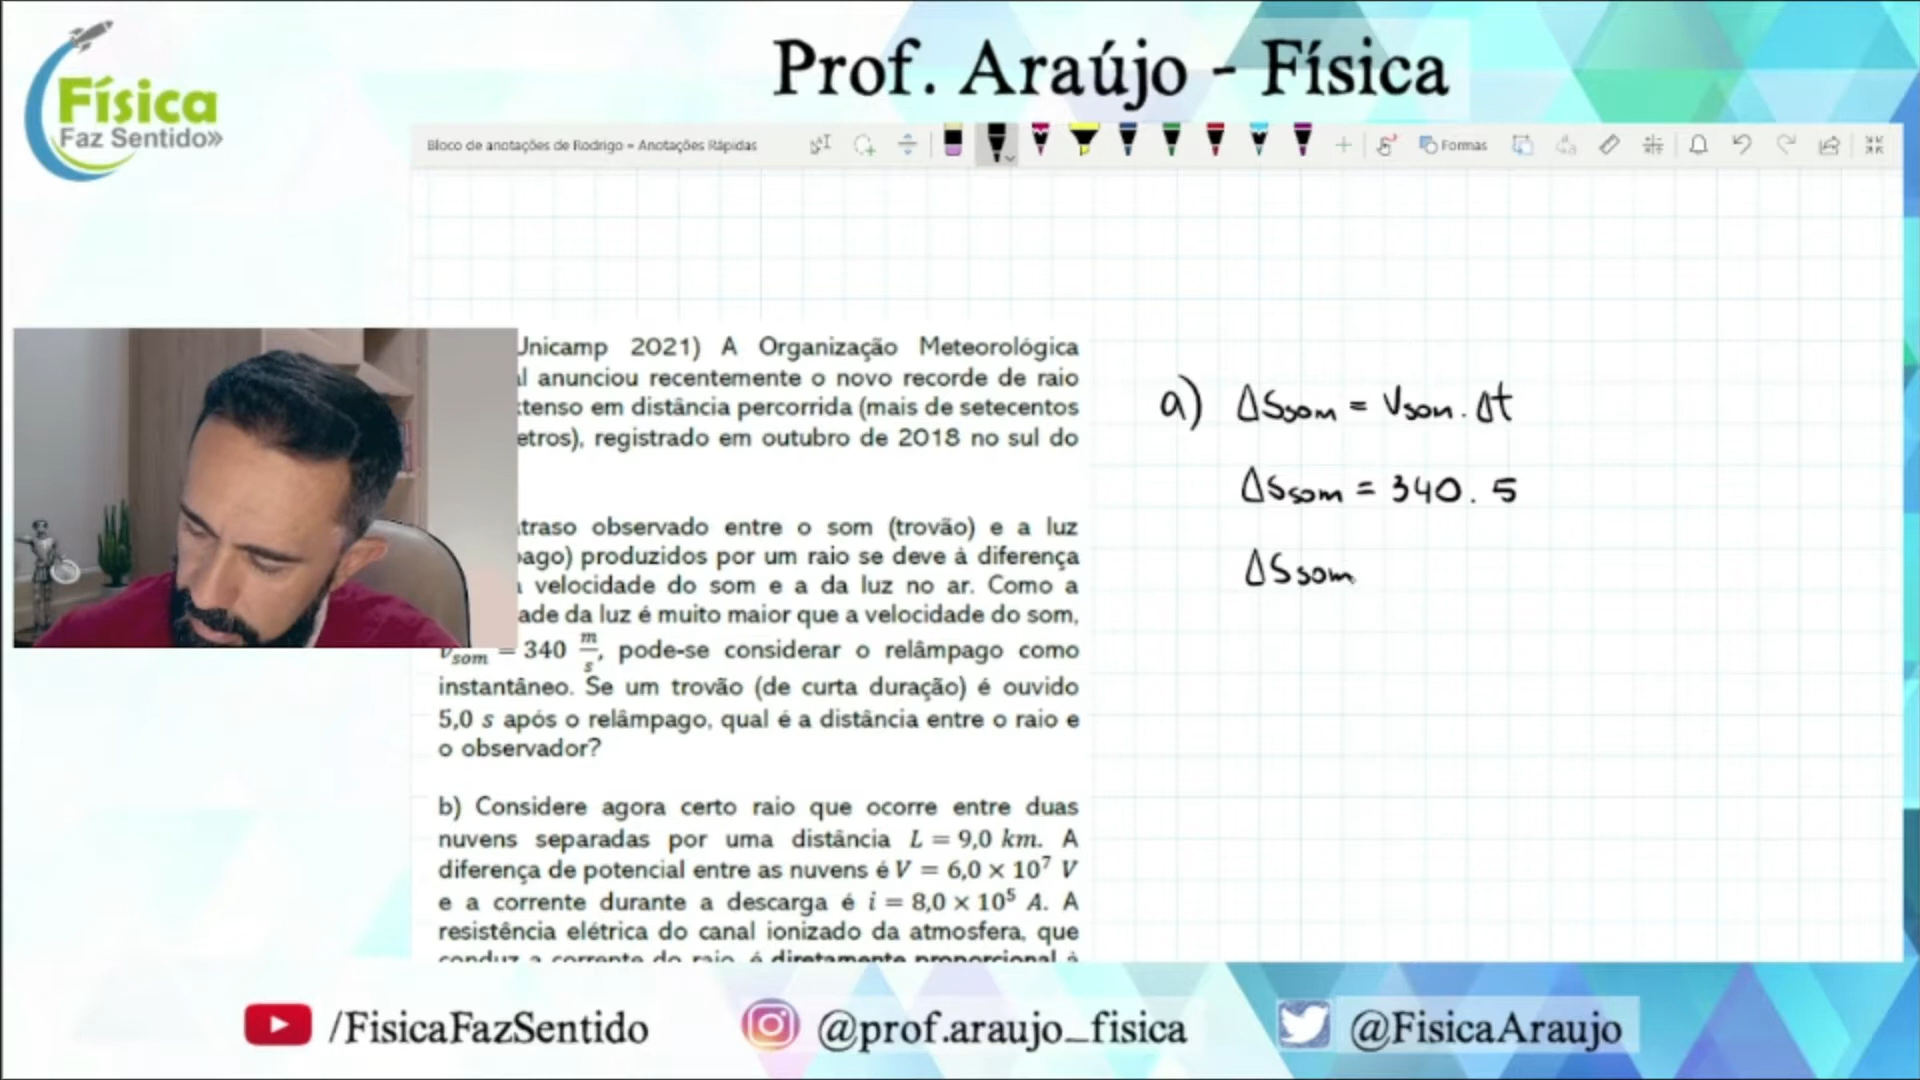 Prof. Araújo - Física
Física
Faz Sentido»
Bloco de anotações de Rodrigo - Anotações Rápidas
Formas
Unicamp 2021) A Organização Meteorológica
anunciou recentemente o novo recorde de raio
em distância percorrida (mais de setecentos
registrado em outubro de 2018 no sul do
observado entre o som (trovão) e a luz
produzidos por um raio se deve à diferença
velocidade do som e a da luz no ar. Como a
da luz é muito maior que a velocidade do som,
v_som = 340 m/s, pode-se considerar o relâmpago como
instantâneo. Se um trovão (de curta duração) é ouvido
5,0 s após o relâmpago, qual é a distância entre o raio e
o observador?
b) Considere agora certo raio que ocorre entre duas
nuvens separadas por uma distância L = 9,0 km. A
diferença de potencial entre as nuvens é V = 6,0 × 10⁷ V
e a corrente durante a descarga é i = 8,0 × 10⁵ A. A
resistência elétrica do canal ionizado da atmosfera, que
conduz a corrente do raio, é diretamente proporcional à
a) ΔSsom = Vsom . Δt
ΔSsom = 340 . 5
ΔSsom
/FisicaFazSentido
@prof.araujo_fisica
@FisicaAraujo